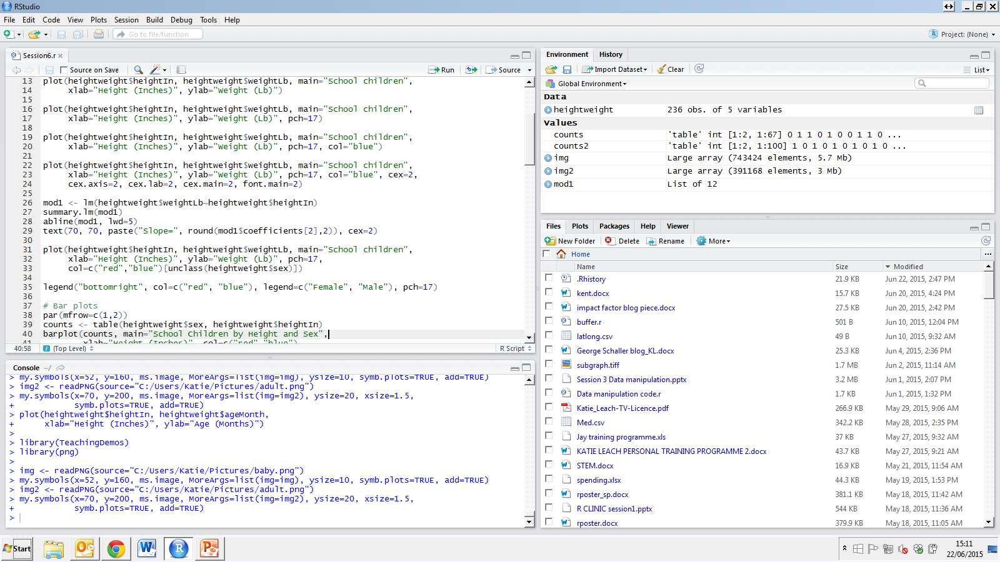 RStudio
File Edit Code View Plots Session Build Debug Tools Help
Go to file/function
Project: (None)
Session6.r
Source on Save
Run
Source
13 plot(heightweight$heightIn, heightweight$weightLb, main="School children",
14 xlab="Height (Inches)", ylab="Weight (Lb)")
15
16 plot(heightweight$heightIn, heightweight$weightLb, main="School children",
17 xlab="Height (Inches)", ylab="Weight (Lb)", pch=17)
18
19 plot(heightweight$heightIn, heightweight$weightLb, main="School children",
20 xlab="Height (Inches)", ylab="Weight (Lb)", pch=17, col="blue")
21
22 plot(heightweight$heightIn, heightweight$weightLb, main="School children",
23 xlab="Height (Inches)", ylab="Weight (Lb)", pch=17, col="blue", cex=2,
24 cex.axis=2, cex.lab=2, cex.main=2, font.main=2)
25
26 mod1 <- lm(heightweight$weightLb~heightweight$heightIn)
27 summary.lm(mod1)
28 abline(mod1, lwd=5)
29 text(70, 70, paste("Slope=", round(mod1$coefficients[2],2)), cex=2)
30
31 plot(heightweight$heightIn, heightweight$weightLb, main="School children",
32 xlab="Height (Inches)", ylab="Weight (Lb)", pch=17,
33 col=c("red","blue")[unclass(heightweight$sex)])
34
35 legend("bottomright", col=c("red", "blue"), legend=c("Female", "Male"), pch=17)
36
37 # Bar plots
38 par(mfrow=c(1,2))
39 counts <- table(heightweight$sex, heightweight$heightIn)
40 barplot(counts, main="School Children by Height and Sex",
41 xlab="Height (Inches)", col=c("red","blue"),
40:58
(Top Level)
R Script
Console ~/
> my.symbols(x=52, y=160, ms.image, MoreArgs=list(img=img), ysize=10, symb.plots=TRUE, add=TRUE)
> img2 <- readPNG(source="C:/Users/Katie/Pictures/adult.png")
> my.symbols(x=70, y=200, ms.image, MoreArgs=list(img=img2), ysize=20, xsize=1.5,
+ symb.plots=TRUE, add=TRUE)
> plot(heightweight$heightIn, heightweight$ageMonth,
+ xlab="Height (Inches)", ylab="Age (Months)")
>
> library(TeachingDemos)
> library(png)
>
> img <- readPNG(source="C:/Users/Katie/Pictures/baby.png")
> my.symbols(x=52, y=160, ms.image, MoreArgs=list(img=img), ysize=10, symb.plots=TRUE, add=TRUE)
> img2 <- readPNG(source="C:/Users/Katie/Pictures/adult.png")
> my.symbols(x=70, y=200, ms.image, MoreArgs=list(img=img2), ysize=20, xsize=1.5,
+ symb.plots=TRUE, add=TRUE)
>
Environment History
Import Dataset
Clear
List
Global Environment
Data
heightweight 236 obs. of 5 variables
Values
counts 'table' int [1:2, 1:67] 0 1 1 0 1 0 0 1 1 0 ...
counts2 'table' int [1:2, 1:100] 1 0 1 0 1 0 1 0 1 0 ...
img Large array (743424 elements, 5.7 Mb)
img2 Large array (391168 elements, 3 Mb)
mod1 List of 12
Files Plots Packages Help Viewer
New Folder Delete Rename More
Home
Name Size Modified
.Rhistory 21.9 KB Jun 22, 2015, 2:47 PM
kent.docx 15.7 KB Jun 20, 2015, 4:24 PM
impact factor blog piece.docx 27.5 KB Jun 20, 2015, 2:42 PM
buffer.r 501 B Jun 10, 2015, 12:04 PM
latlong.csv 49 B Jun 10, 2015, 9:32 AM
George Schaller blog_KL.docx 25.3 KB Jun 4, 2015, 2:36 PM
subgraph.tiff 1.7 MB Jun 2, 2015, 11:14 AM
Session 3 Data manipulation.pptx 3.2 MB Jun 1, 2015, 2:07 PM
Data manipulation code.r 1.7 KB Jun 1, 2015, 1:32 PM
Katie_Leach-TV-Licence.pdf 266.9 KB May 29, 2015, 9:06 AM
Med.csv 342.2 KB May 28, 2015, 2:35 PM
Jay training programme.xls 37 KB May 27, 2015, 9:32 AM
KATIE LEACH PERSONAL TRAINING PROGRAMME 2.docx 43.7 KB May 27, 2015, 9:21 AM
STEM.docx 16.9 KB May 21, 2015, 11:54 AM
spending.xlsx 44.3 KB May 19, 2015, 1:53 PM
rposter_sp.docx 381.1 KB May 18, 2015, 11:42 AM
R CLINIC session1.pptx 544 KB May 18, 2015, 11:36 AM
rposter.docx 379.9 KB May 18, 2015, 11:05 AM
Start
15:11
22/06/2015